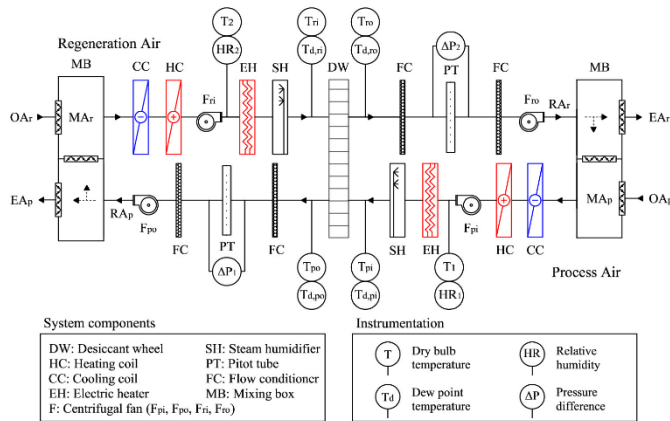 T2 Tri Tro
Regeneration Air
HR2 Td,ri Td,ro ΔP2
MB CC HC EH SH DW FC PT FC MB
Fri Fro
OAr MAr RAr EAr
EAp RAp MAp OAp
Fpo Fpi
FC PT FC SH EH HC CC
ΔP1 Tpo Tpi T1
Td,po Td,pi HR1
Process Air
System components
DW: Desiccant wheel
HC: Heating coil
CC: Cooling coil
EH: Electric heater
SH: Steam humidifier
PT: Pitot tube
FC: Flow conditioner
MB: Mixing box
F: Centrifugal fan (Fpi, Fpo, Fri, Fro)
Instrumentation
T Dry bulb
temperature
HR Relative
humidity
Td Dew point
temperature
ΔP Pressure
difference